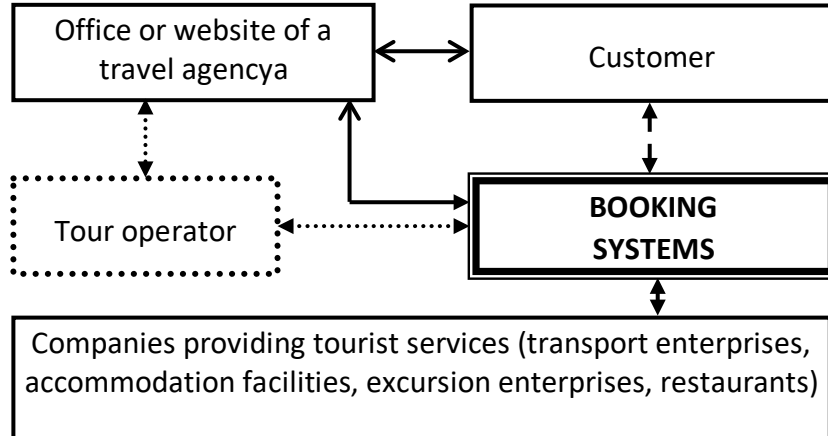 Office or website of a
travel agencya
Customer
Tour operator
BOOKING
SYSTEMS
Companies providing tourist services (transport enterprises,
accommodation facilities, excursion enterprises, restaurants)